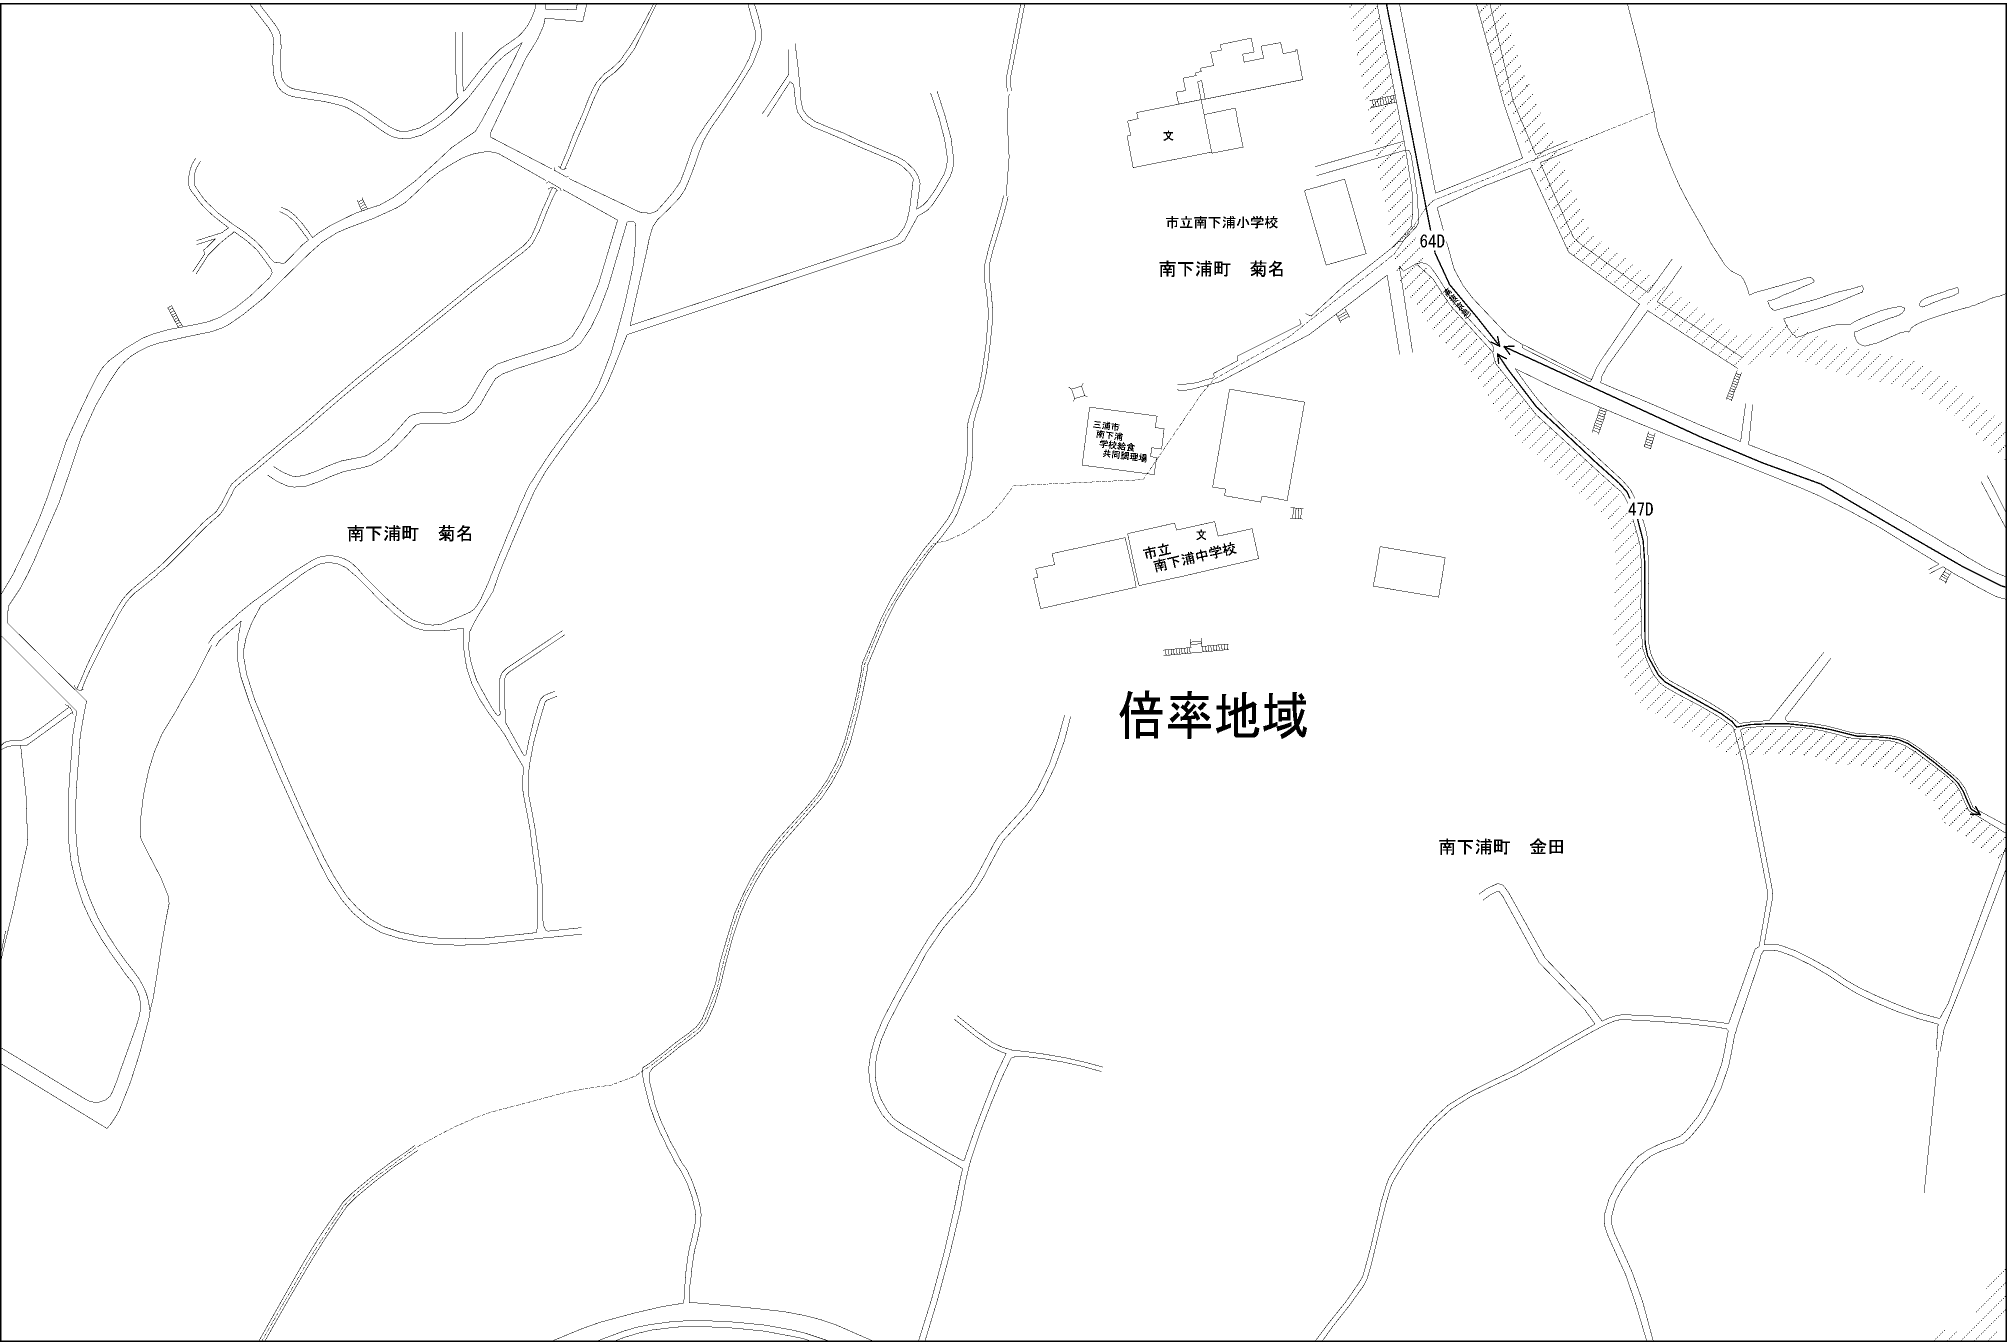 文
市立南下浦小学校
64D
南下浦町　菊名
三浦市
南下浦
学校給食
共同調理場
47D
南下浦町　菊名
文
市立
南下浦中学校
倍率地域
南下浦町　金田